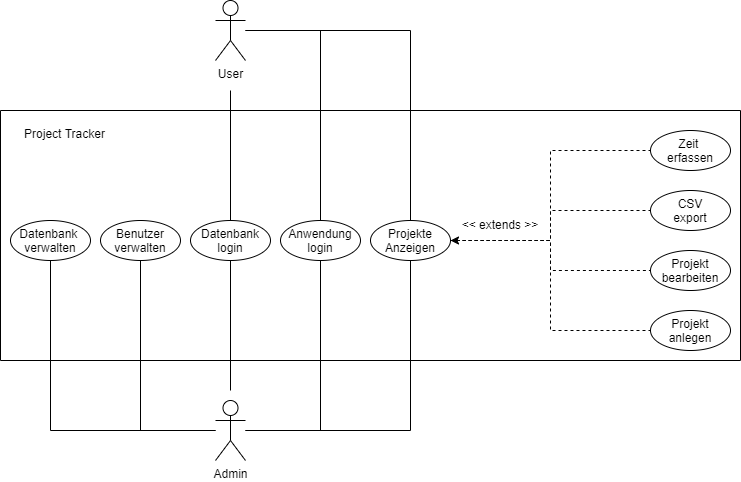 User
Project Tracker
Zeit
erfassen
CSV
export
<< extends >>
Datenbank
verwalten
Benutzer
verwalten
Datenbank
login
Anwendung
login
Projekte
Anzeigen
Projekt
bearbeiten
Projekt
anlegen
Admin